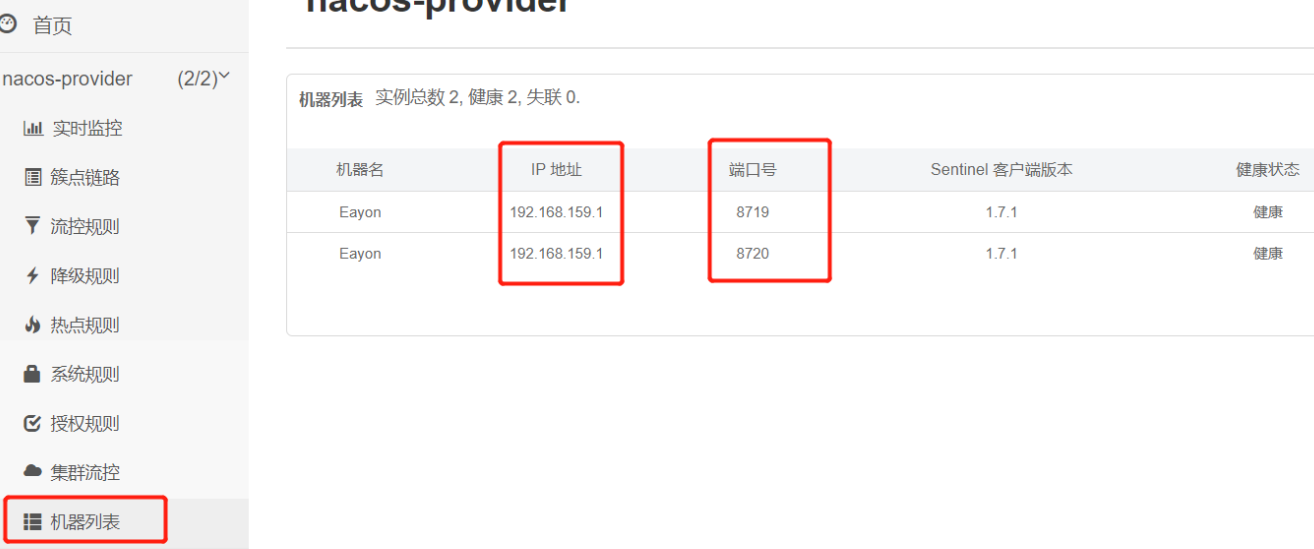 首页
nacos-provider (2/2)
实时监控
簇点链路
流控规则
降级规则
热点规则
系统规则
授权规则
集群流控
机器列表
nacos-provider
机器列表 实例总数 2, 健康 2, 失联 0.
机器名 IP 地址 端口号 Sentinel 客户端版本 健康状态
Eayon 192.168.159.1 8719 1.7.1 健康
Eayon 192.168.159.1 8720 1.7.1 健康